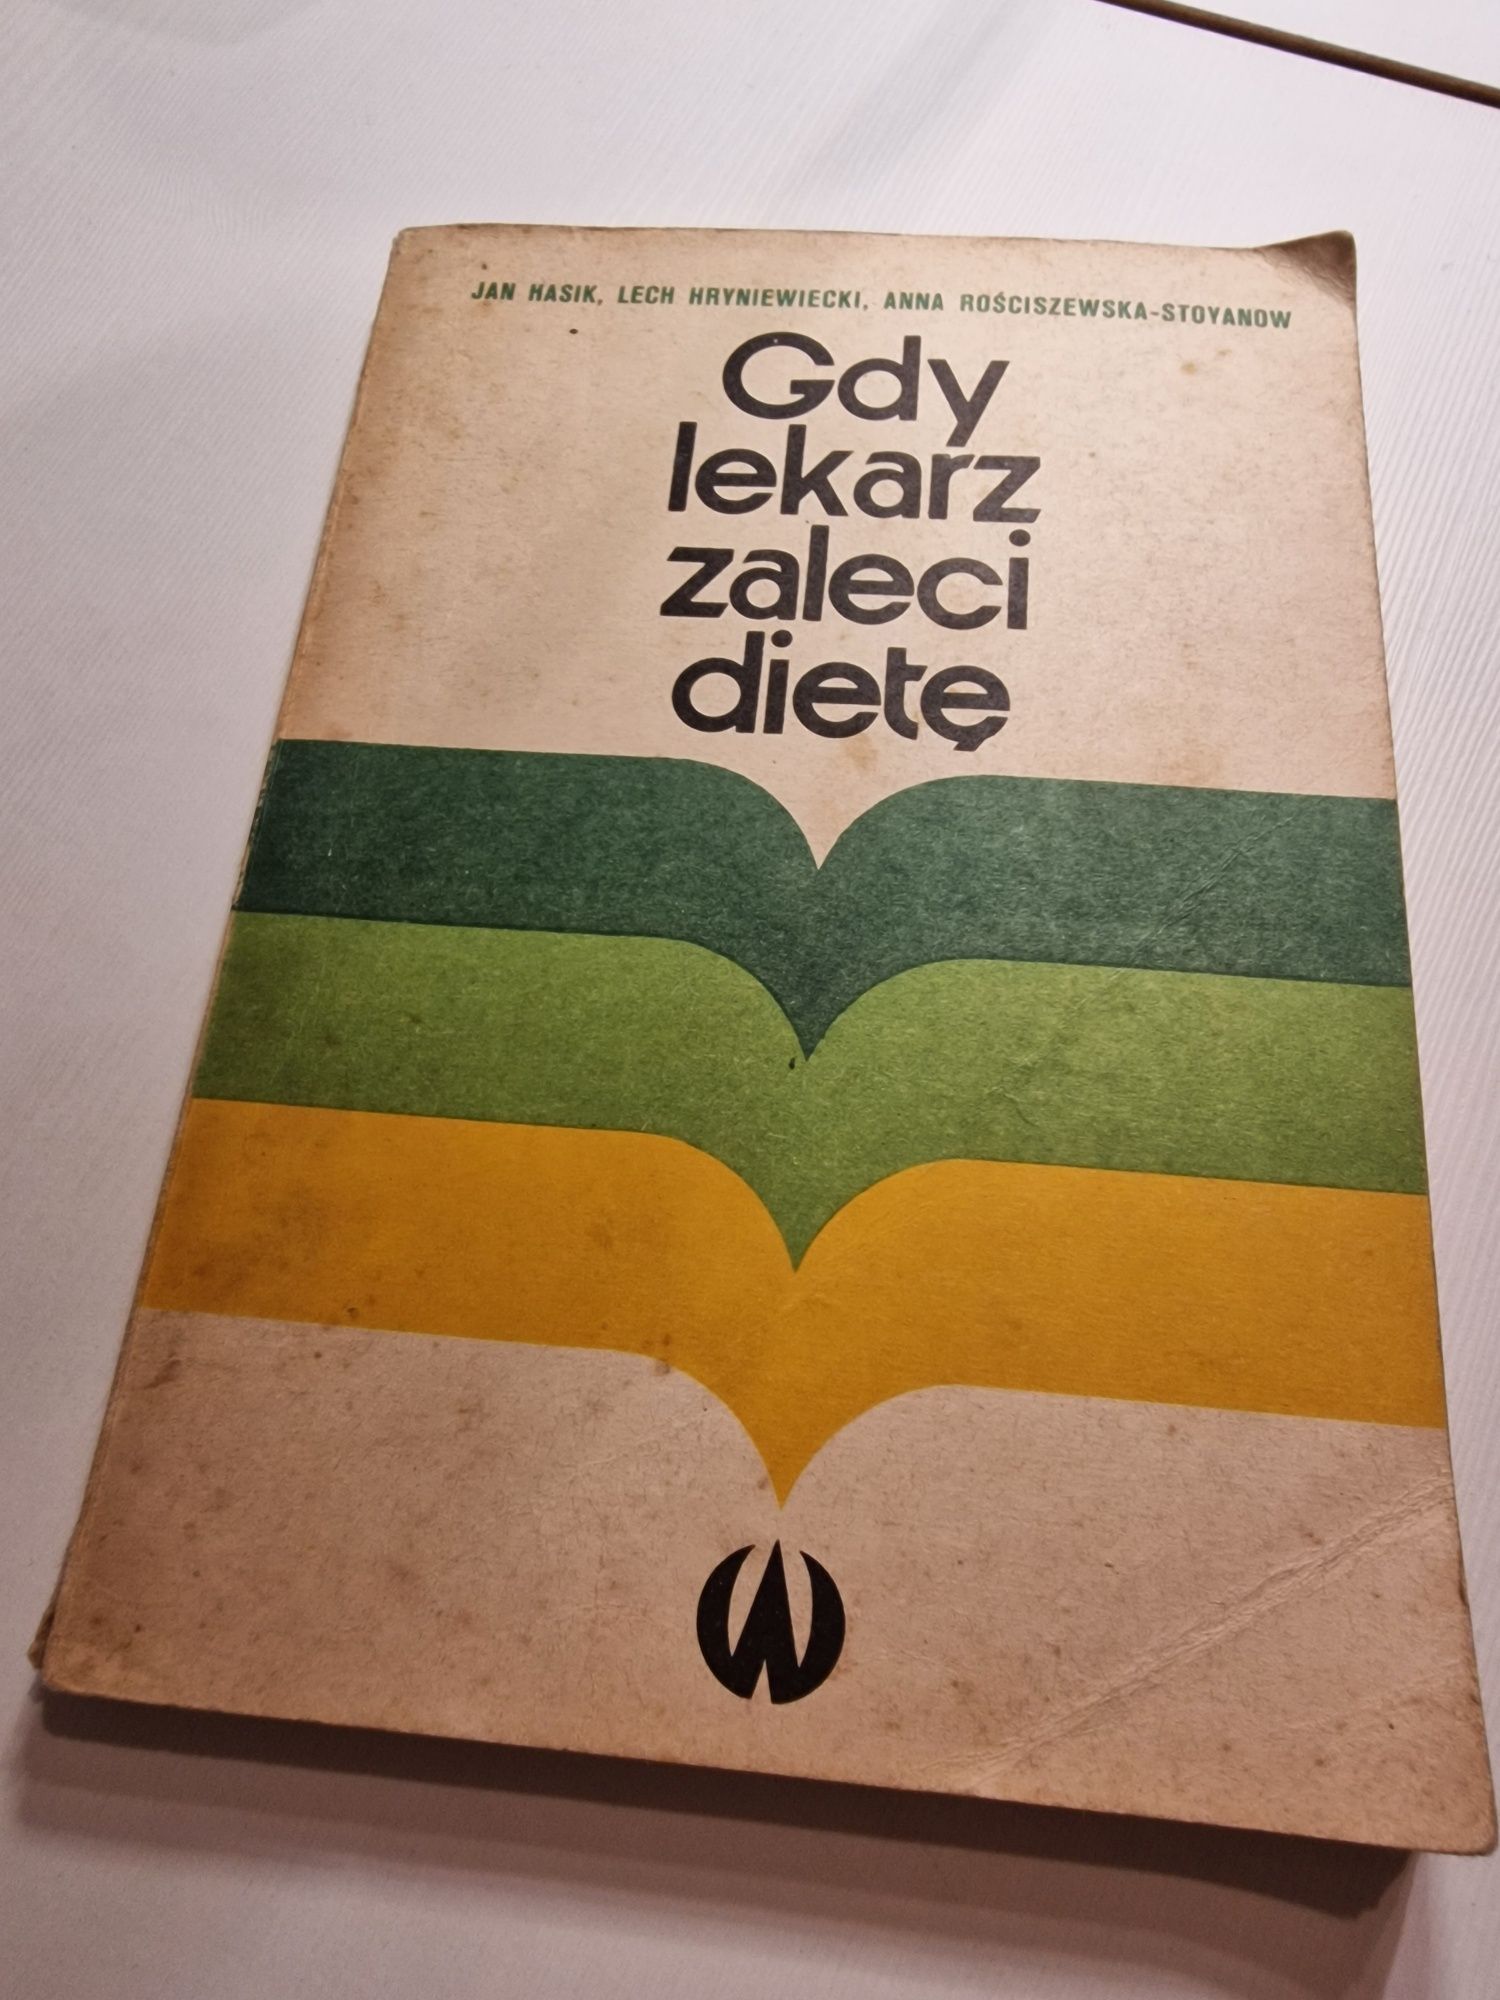 JAN HASIK, LECH HRYNIEWIECKI, ANNA ROŚCISZEWSKA-STOYANOW
Gdy
lekarz
zaleci
dietę